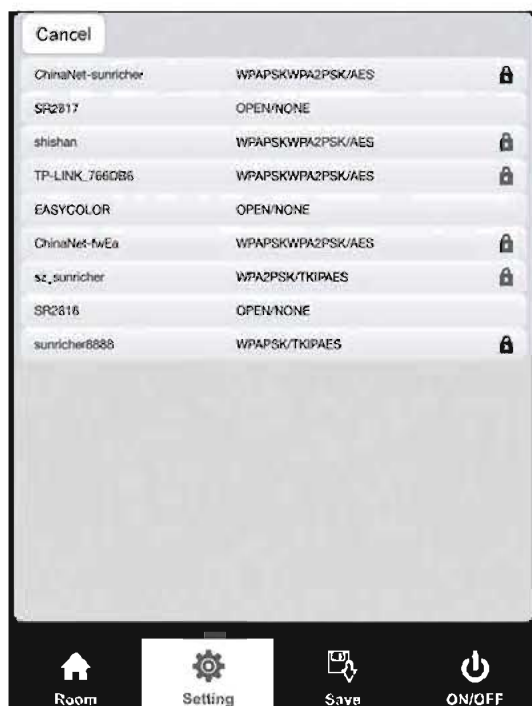 Cancel
ChinaNet-sunricher WPAPSKWPA2PSK/AES
SR2817 OPEN/NONE
shishan WPAPSKWPA2PSK/AES
TP-LINK_766DB6 WPAPSKWPA2PSK/AES
EASYCOLOR OPEN/NONE
ChinaNet-fwEa WPAPSKWPA2PSK/AES
sz_sunricher WPA2PSK/TKIPAES
SR2816 OPEN/NONE
sunricher8888 WPAPSK/TKIPAES
Room Setting Save ON/OFF